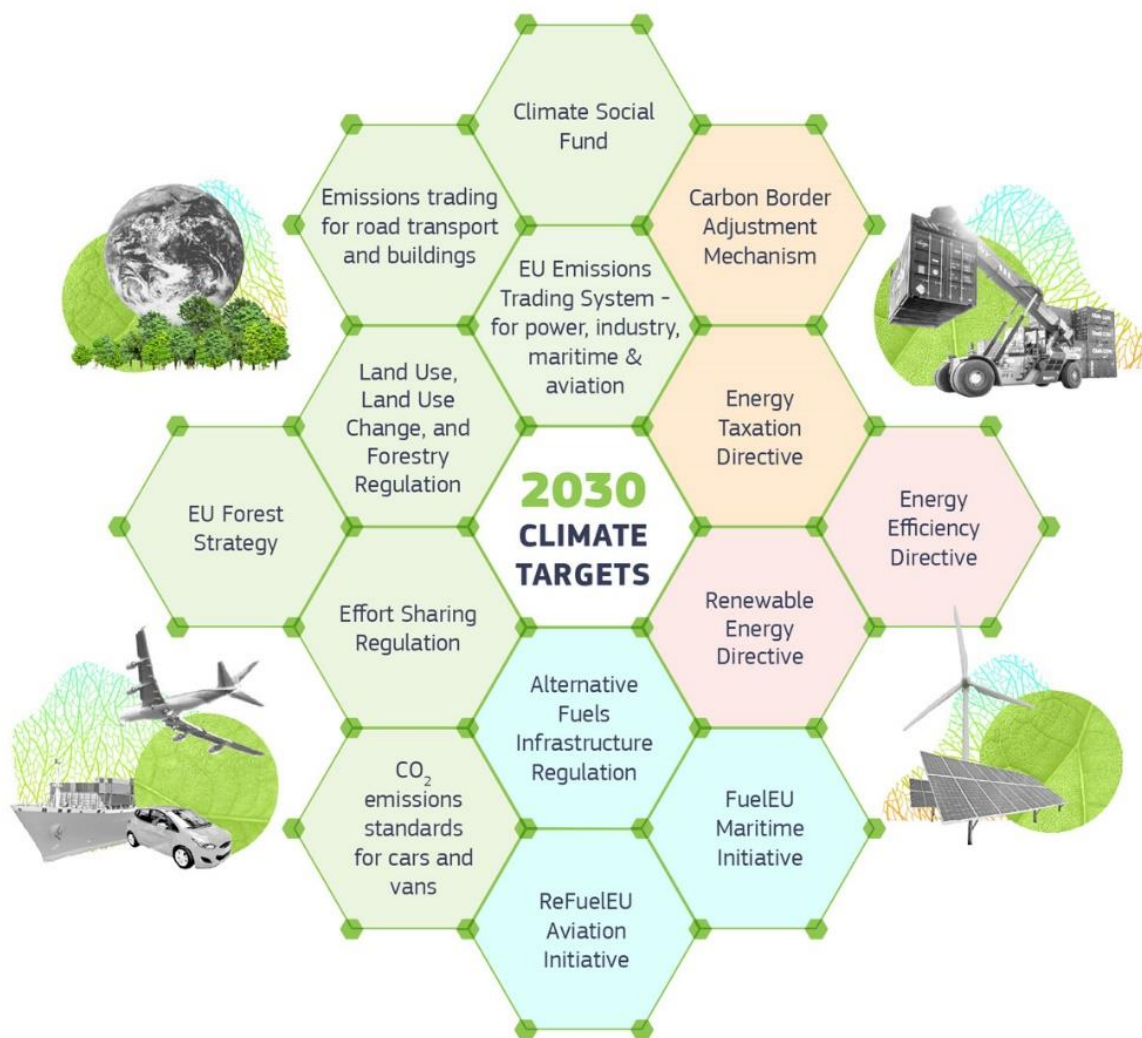 Climate Social
Fund
Emissions trading
for road transport
and buildings
Carbon Border
Adjustment
Mechanism
EU Emissions
Trading System -
for power, industry,
maritime &
aviation
Land Use,
Land Use
Change, and
Forestry
Regulation
Energy
Taxation
Directive
EU Forest
Strategy
2030
CLIMATE
TARGETS
Energy
Efficiency
Directive
Effort Sharing
Regulation
Renewable
Energy
Directive
Alternative
Fuels
Infrastructure
Regulation
CO₂
emissions
standards
for cars and
vans
FuelEU
Maritime
Initiative
ReFuelEU
Aviation
Initiative